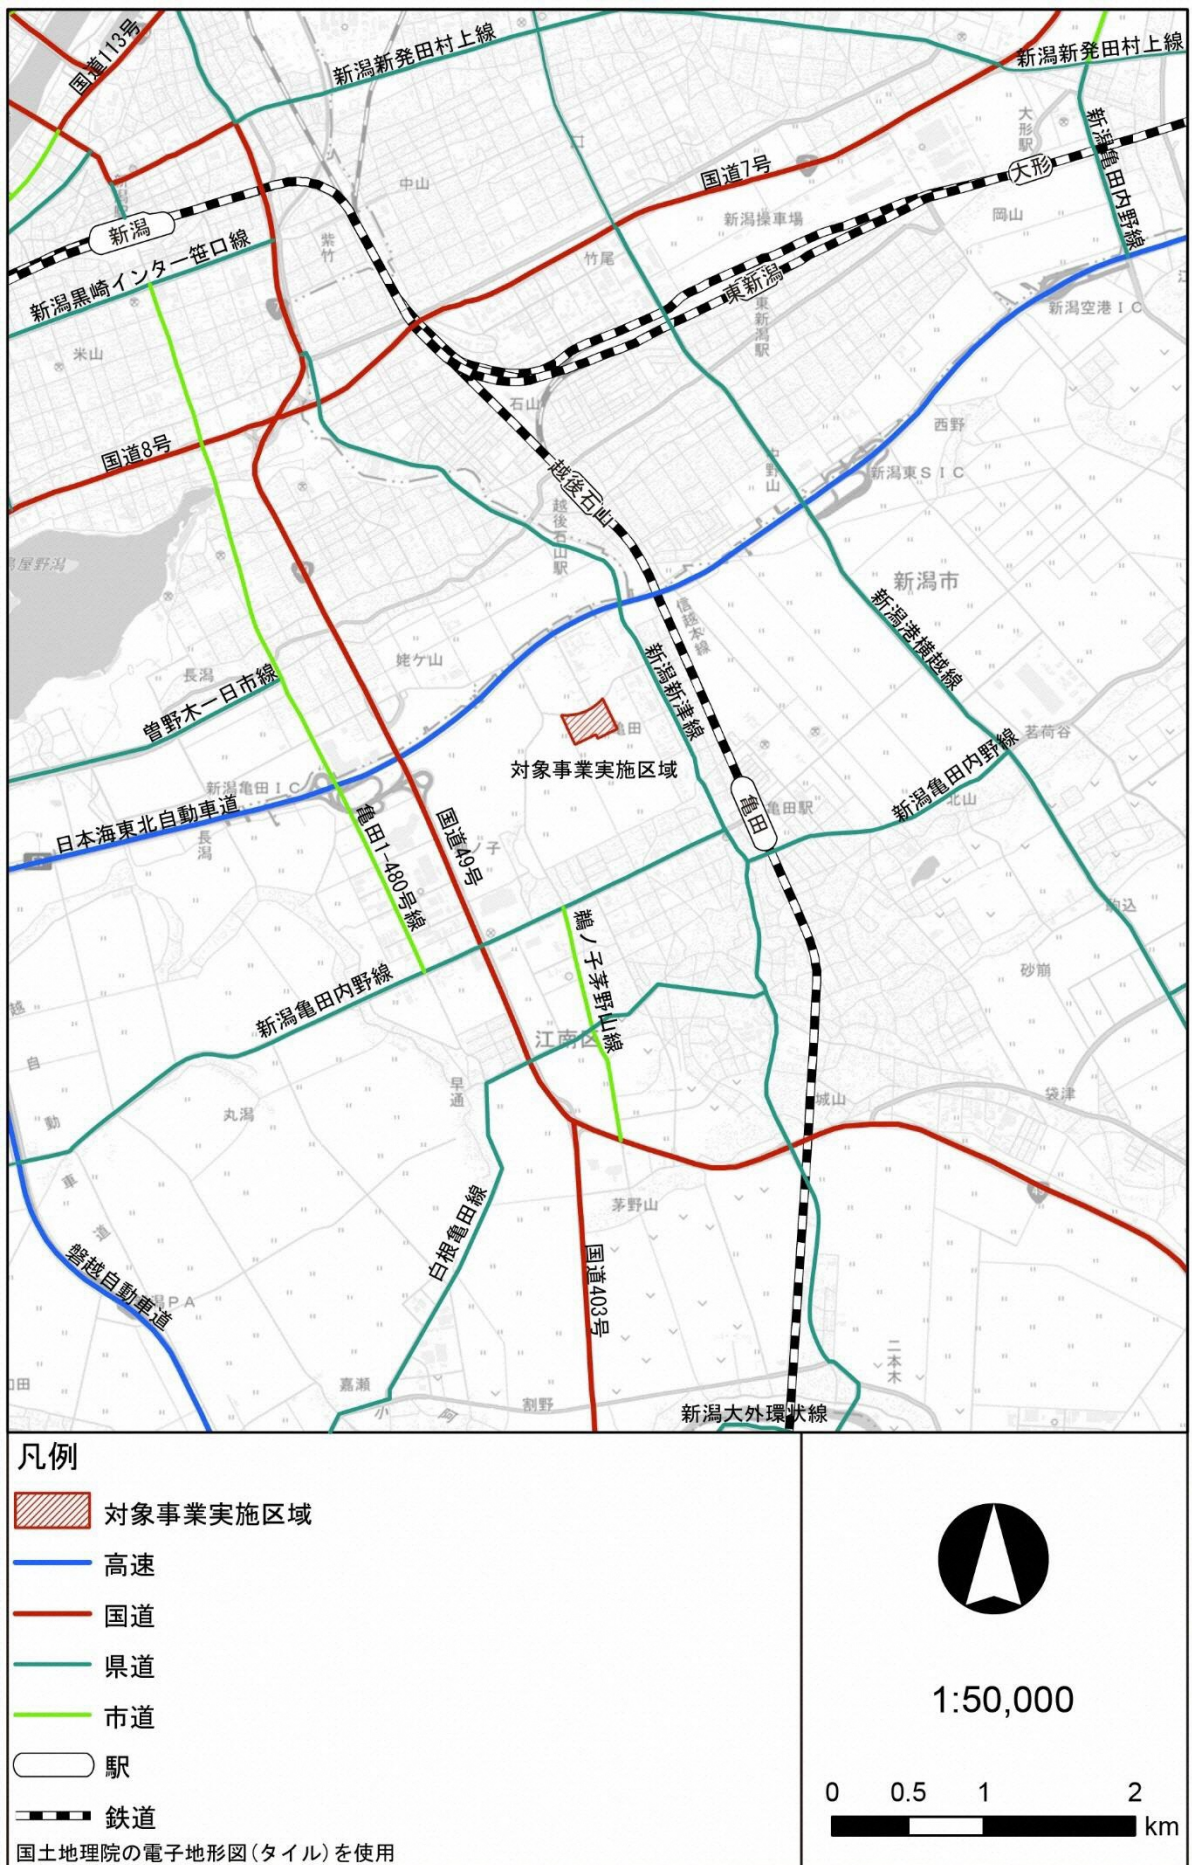 国道113号
新潟新発田村上線
新潟新発田村上線
大形駅
新潟亀田内野線
中山
国道7号
大形
新潟操車場
岡山
新潟
紫竹
竹尾
新潟黒崎インター笹口線
東新潟
東新潟駅
新潟空港IC
米山
石山
西野
国道8号
中野山
新潟東SIC
越後石山
越後石山駅
新潟市
信越本線
新潟港横越線
姥ケ山
新潟新津線
長潟
曽野木一日市線
亀田
茗荷谷
対象事業実施区域
新潟亀田内野線
新潟亀田IC
北山
亀田
亀田駅
日本海東北自動車道
亀田1-480号線
国道49号
長潟
駒込
鵜ノ子茅野山線
砂崩
新潟亀田内野線
江南区
越
自
動
車
道
早通
丸潟
城山
袋津
茅野山
白根亀田線
国道403号
磐越自動車道
PA
二本木
嘉瀬
割野
小
阿
新潟大外環状線
凡例
対象事業実施区域
高速
国道
県道
市道
駅
鉄道
国土地理院の電子地形図(タイル)を使用
1:50,000
0 0.5 1 2
km